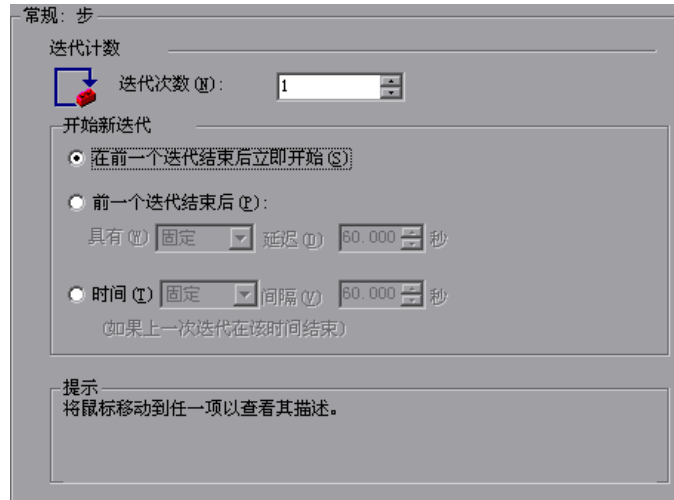 常规: 步
迭代计数
迭代次数(N): 1
开始新迭代
在前一个迭代结束后立即开始(S)
前一个迭代结束后(P):
具有(W) 固定 延迟(D) 60.000 秒
时间(T) 固定 间隔(V) 60.000 秒
(如果上一次迭代在该时间结束)
提示
将鼠标移动到任一项以查看其描述。